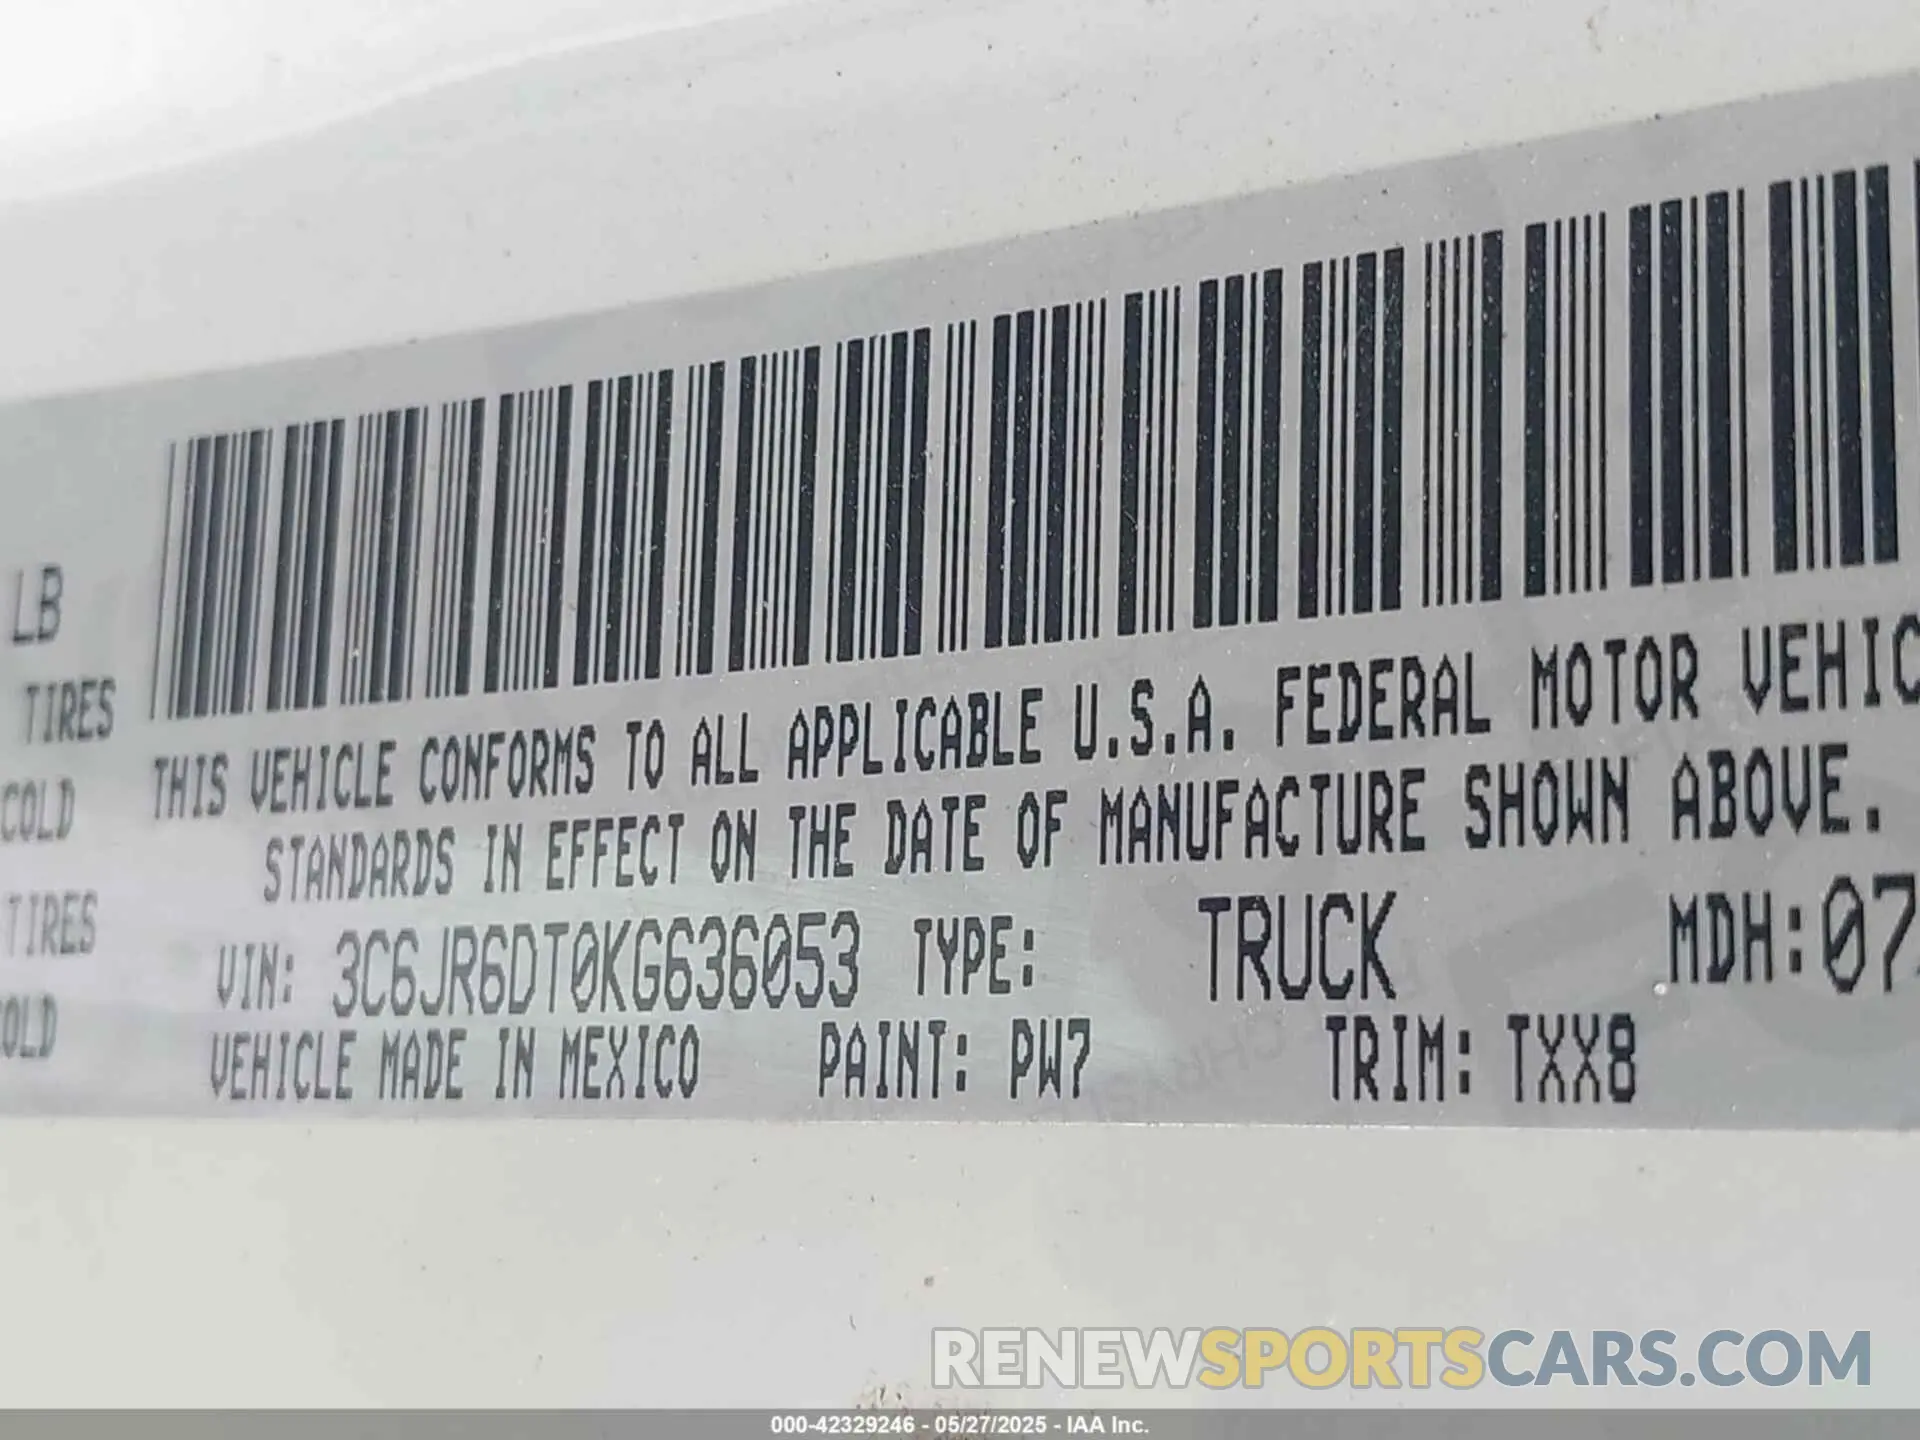 LB
TIRES
COLD
TIRES
COLD
THIS VEHICLE CONFORMS TO ALL APPLICABLE U.S.A. FEDERAL MOTOR VEHIC
STANDARDS IN EFFECT ON THE DATE OF MANUFACTURE SHOWN ABOVE.
VIN: 3C6JR6DT0KG636053 TYPE: TRUCK MDH:07
VEHICLE MADE IN MEXICO PAINT: PW7 TRIM: TXX8
RENEWSPORTSCARS.COM
000-42329246 - 05/27/2025 - IAA Inc.